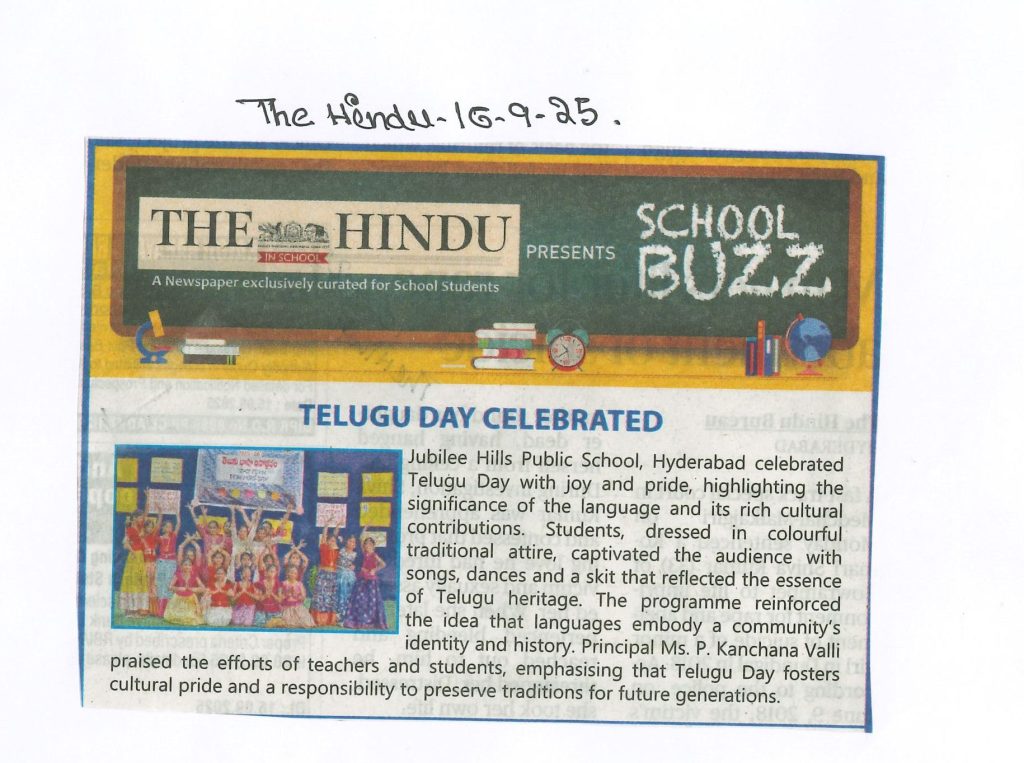 The Hindu-16-9-25.
THE HINDU
IN SCHOOL
A Newspaper exclusively curated for School Students
PRESENTS
SCHOOL
BUZZ
TELUGU DAY CELEBRATED
Jubilee Hills Public School, Hyderabad celebrated
Telugu Day with joy and pride, highlighting the
significance of the language and its rich cultural
contributions. Students, dressed in colourful
traditional attire, captivated the audience with
songs, dances and a skit that reflected the essence
of Telugu heritage. The programme reinforced
the idea that languages embody a community's
identity and history. Principal Ms. P. Kanchana Valli
praised the efforts of teachers and students, emphasising that Telugu Day fosters
cultural pride and a responsibility to preserve traditions for future generations.